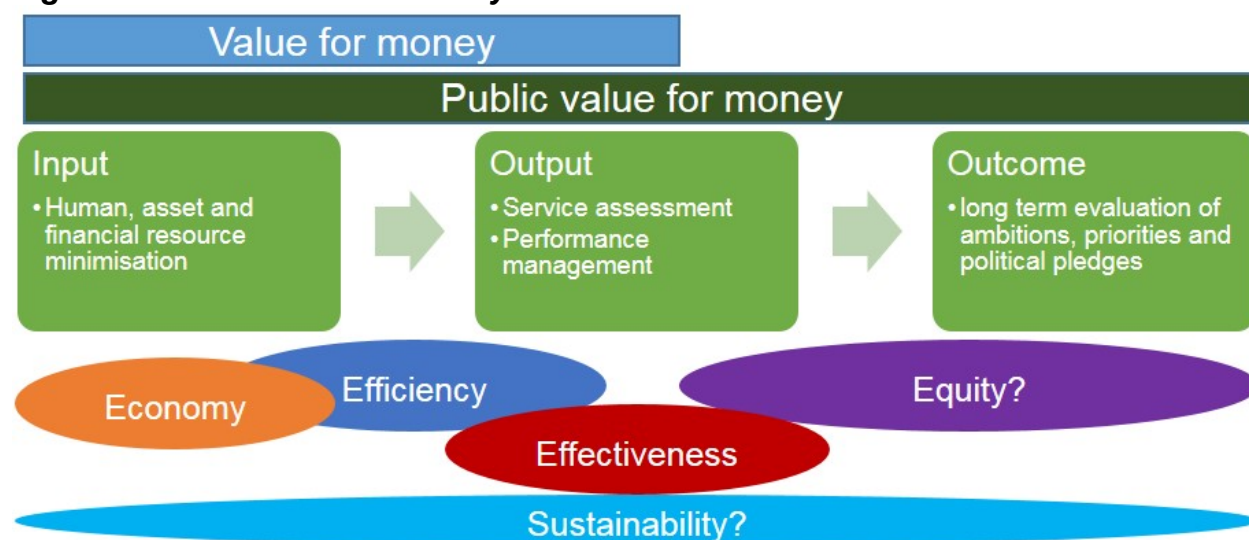 Value for money
Public value for money
Input
•Human, asset and
financial resource
minimisation
Output
•Service assessment
•Performance
management
Outcome
•long term evaluation of
ambitions, priorities and
political pledges
Economy
Efficiency
Effectiveness
Equity?
Sustainability?